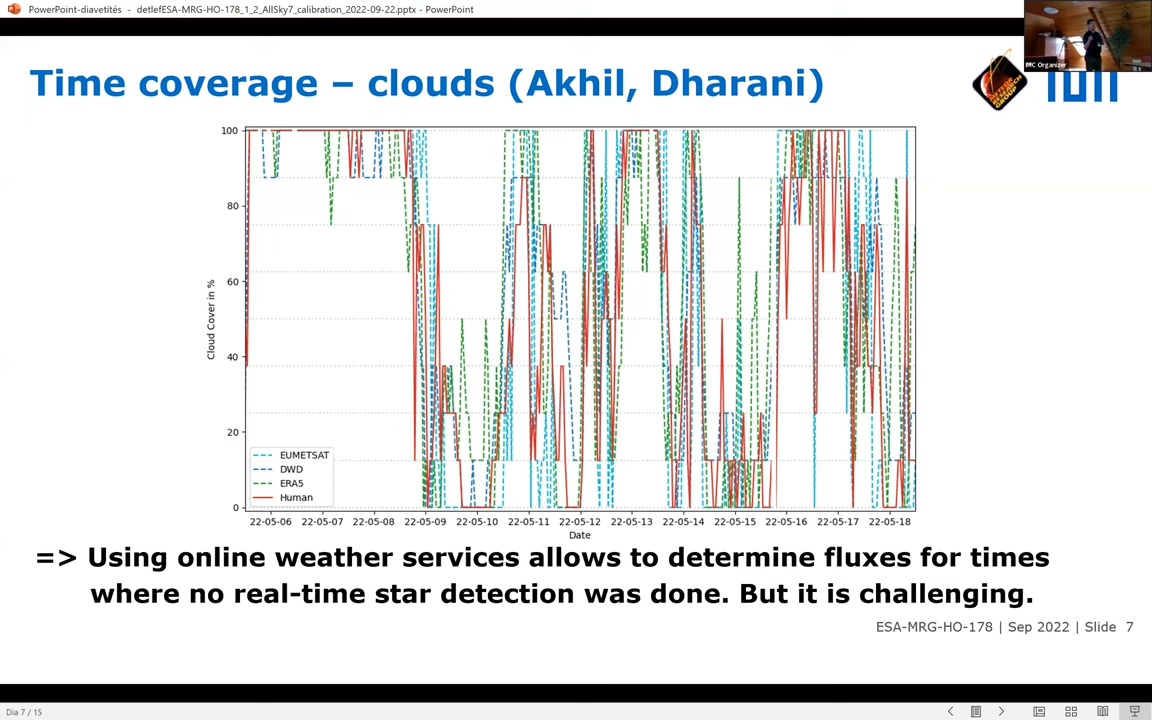 PowerPoint-diavetítés - detlefESA-MRG-HO-178_1_2_AllSky7_calibration_2022-09-22.pptx - PowerPoint
IMC Organizer
Time coverage – clouds (Akhil, Dharani)
METEOR RESEARCH GROUP
100
80
60
40
20
0
Cloud Cover in %
EUMETSAT
DWD
ERA5
Human
22-05-06 22-05-07 22-05-08 22-05-09 22-05-10 22-05-11 22-05-12 22-05-13 22-05-14 22-05-15 22-05-16 22-05-17 22-05-18
Date
=> Using online weather services allows to determine fluxes for times
where no real-time star detection was done. But it is challenging.
ESA-MRG-HO-178 | Sep 2022 | Slide 7
Dia 7 / 15